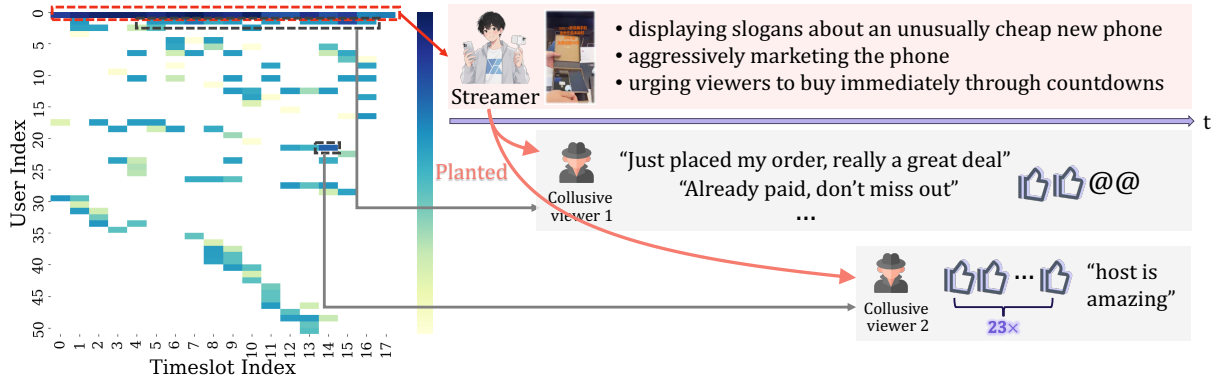 0
5
10
15
20
25
30
35
40
45
50
User Index
0
1
2
3
4
5
6
7
8
9
10
11
12
13
14
15
16
17
Timeslot Index
Streamer
• displaying slogans about an unusually cheap new phone
• aggressively marketing the phone
• urging viewers to buy immediately through countdowns
t
Planted
Collusive
viewer 1
“Just placed my order, really a great deal”
“Already paid, don’t miss out”
...
@@
Collusive
viewer 2
...
23×
“host is
amazing”